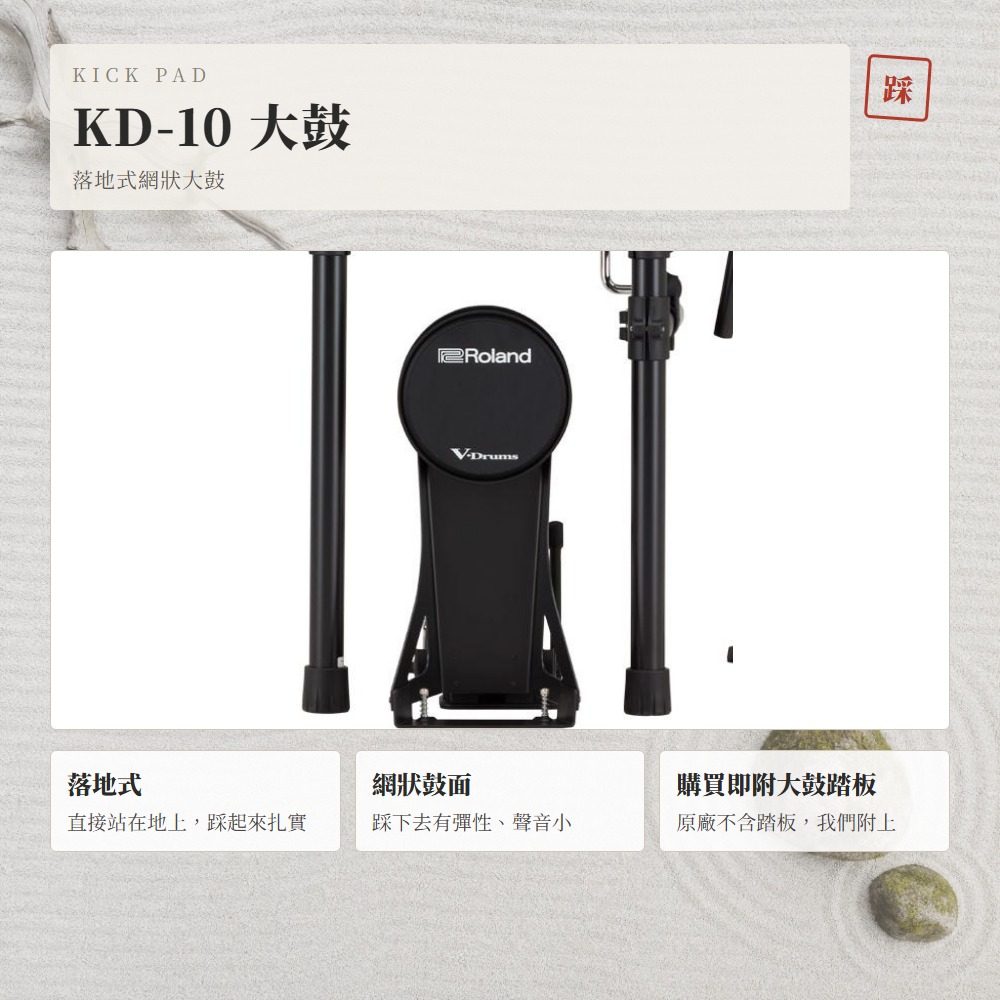 KICK PAD
KD-10 大鼓
落地式網狀大鼓
踩
Roland
V-Drums
落地式
直接站在地上，踩起來扎實
網狀鼓面
踩下去有彈性、聲音小
購買即附大鼓踏板
原廠不含踏板，我們附上